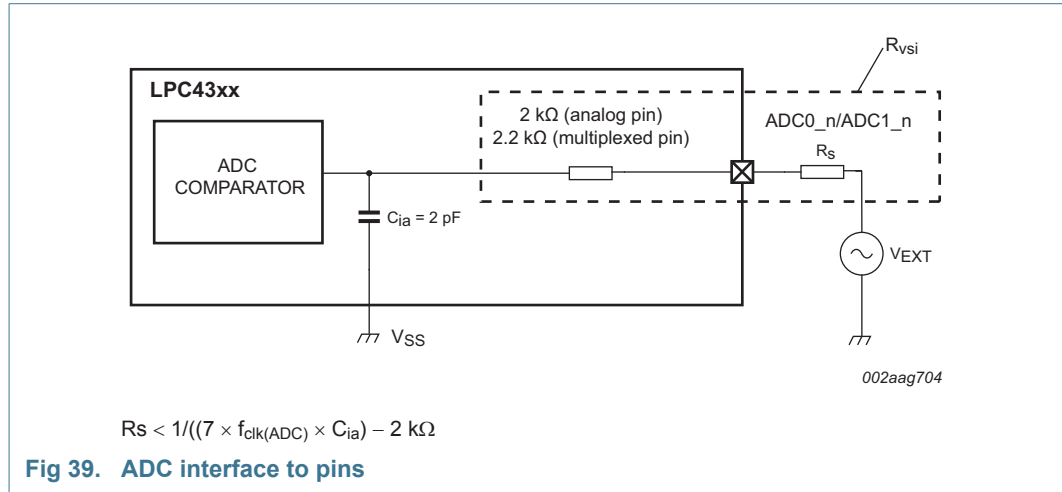 LPC43xx
Rvsi
2 kΩ (analog pin)
2.2 kΩ (multiplexed pin)
ADC0_n/ADC1_n
Rs
ADC
COMPARATOR
Cia = 2 pF
VEXT
VSS
002aag704
Rs < 1/((7 × fclk(ADC) × Cia) − 2 kΩ
Fig 39. ADC interface to pins